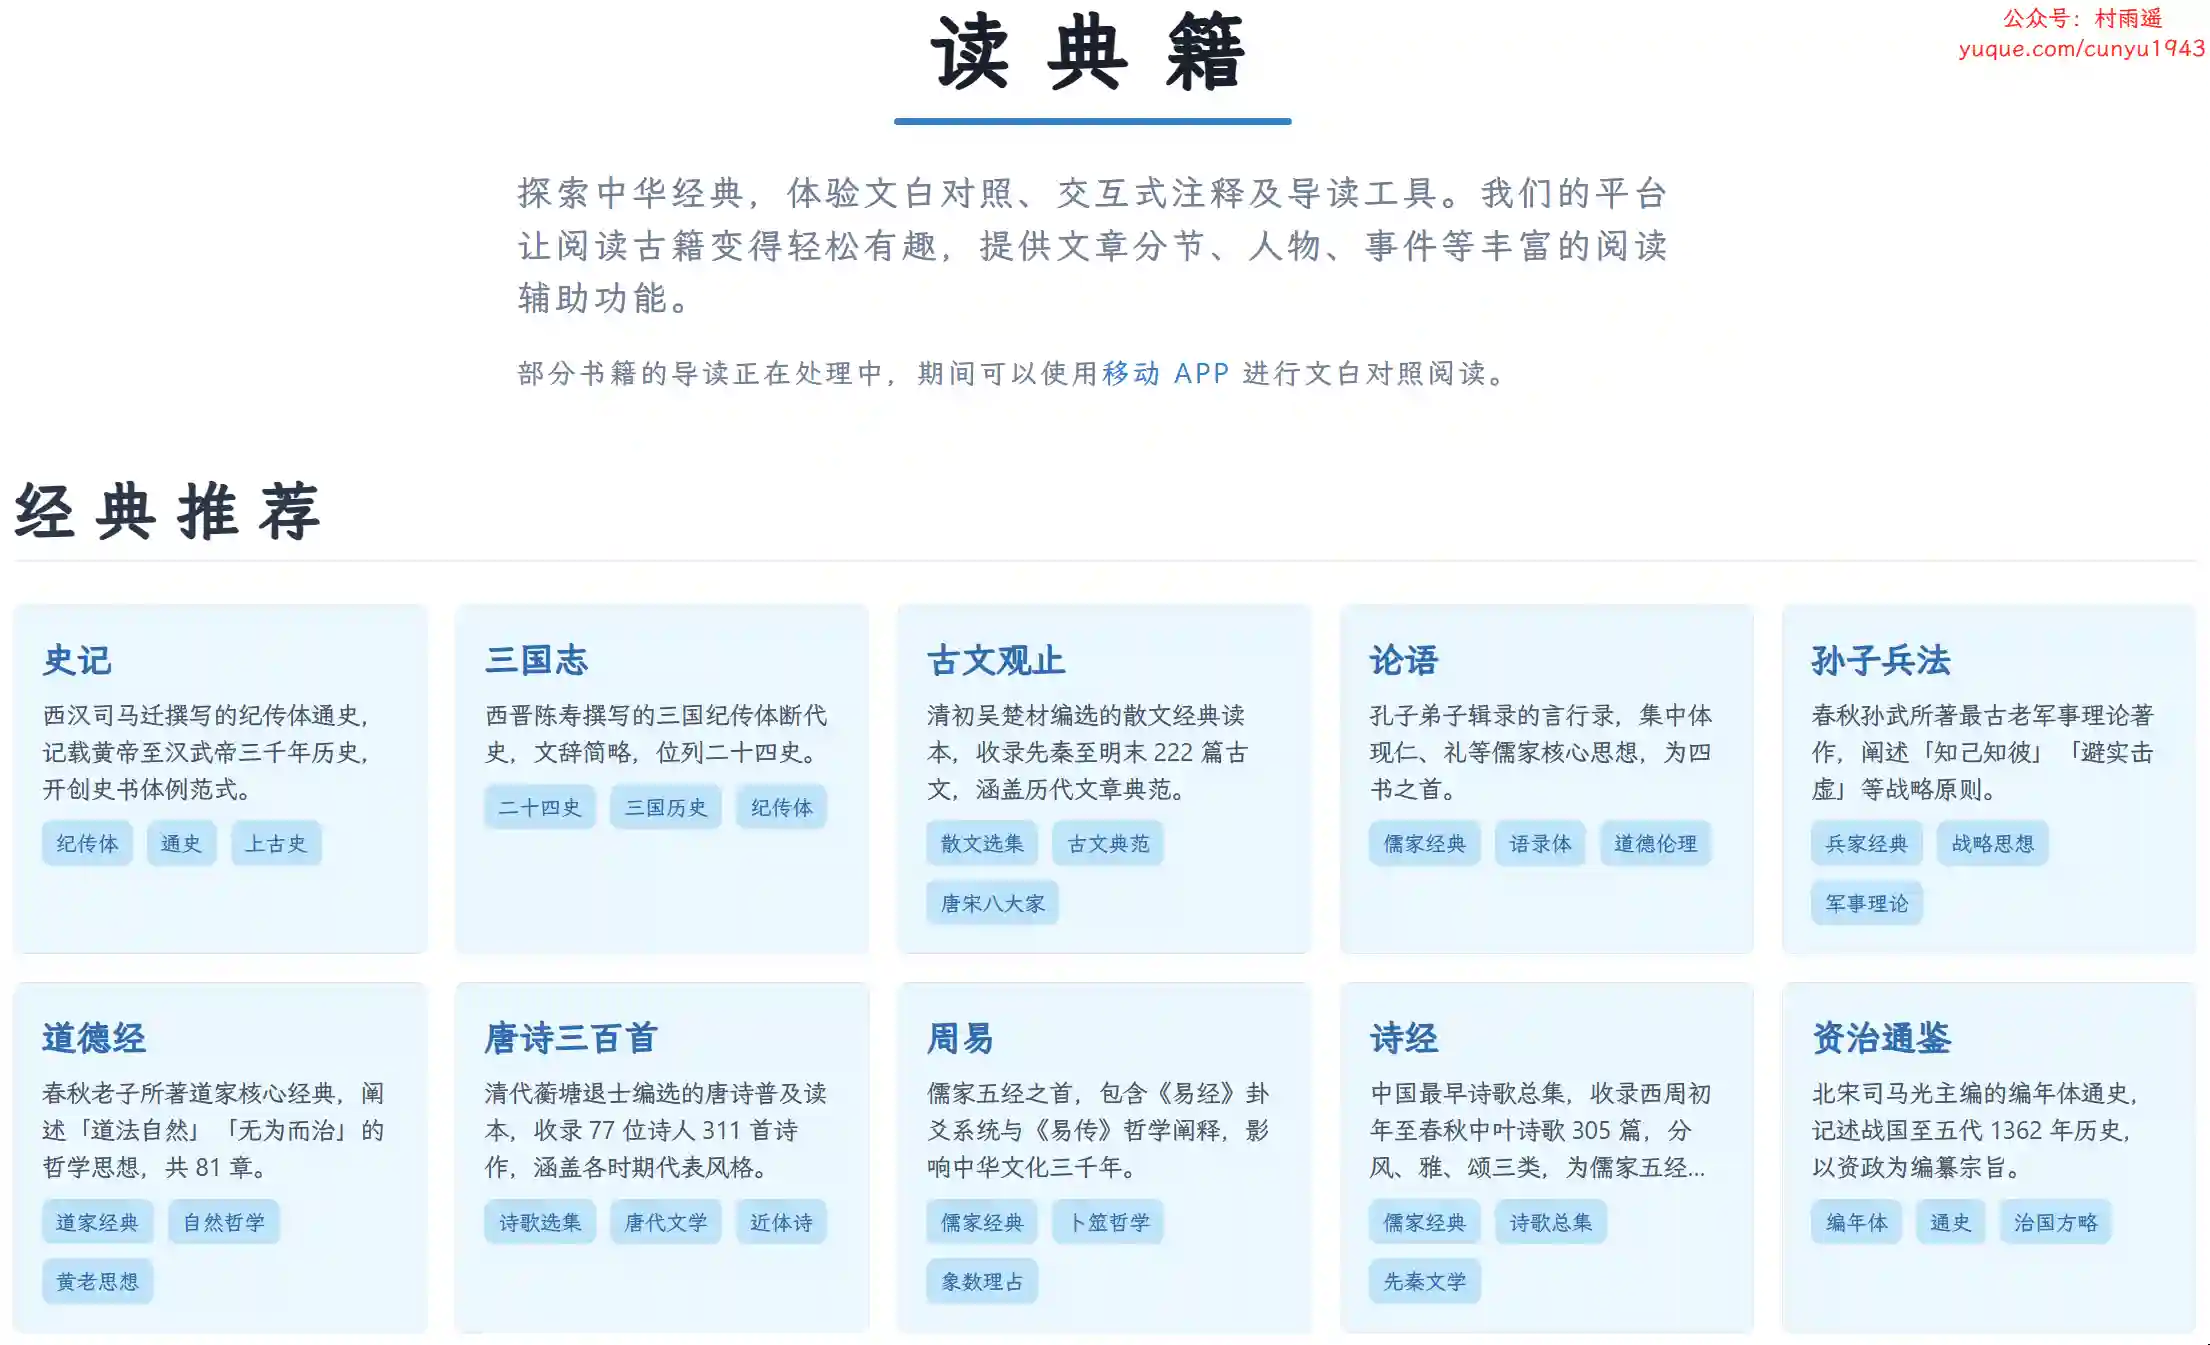 公众号：村雨遥
yuque.com/cunyu1943
读典籍
探索中华经典，体验文白对照、交互式注释及导读工具。我们的平台
让阅读古籍变得轻松有趣，提供文章分节、人物、事件等丰富的阅读
辅助功能。
部分书籍的导读正在处理中，期间可以使用移动 APP 进行文白对照阅读。
经典推荐
史记
西汉司马迁撰写的纪传体通史，
记载黄帝至汉武帝三千年历史，
开创史书体例范式。
纪传体 通史 上古史
三国志
西晋陈寿撰写的三国纪传体断代
史，文辞简略，位列二十四史。
二十四史 三国历史 纪传体
古文观止
清初吴楚材编选的散文经典读
本，收录先秦至明末 222 篇古
文，涵盖历代文章典范。
散文选集 古文典范
唐宋八大家
论语
孔子弟子辑录的言行录，集中体
现仁、礼等儒家核心思想，为四
书之首。
儒家经典 语录体 道德伦理
孙子兵法
春秋孙武所著最古老军事理论著
作，阐述「知己知彼」「避实击
虚」等战略原则。
兵家经典 战略思想
军事理论
道德经
春秋老子所著道家核心经典，阐
述「道法自然」「无为而治」的
哲学思想，共 81 章。
道家经典 自然哲学
黄老思想
唐诗三百首
清代蘅塘退士编选的唐诗普及读
本，收录 77 位诗人 311 首诗
作，涵盖各时期代表风格。
诗歌选集 唐代文学 近体诗
周易
儒家五经之首，包含《易经》卦
爻系统与《易传》哲学阐释，影
响中华文化三千年。
儒家经典 卜筮哲学
象数理占
诗经
中国最早诗歌总集，收录西周初
年至春秋中叶诗歌 305 篇，分
风、雅、颂三类，为儒家五经...
儒家经典 诗歌总集
先秦文学
资治通鉴
北宋司马光主编的编年体通史，
记述战国至五代 1362 年历史，
以资政为编纂宗旨。
编年体 通史 治国方略